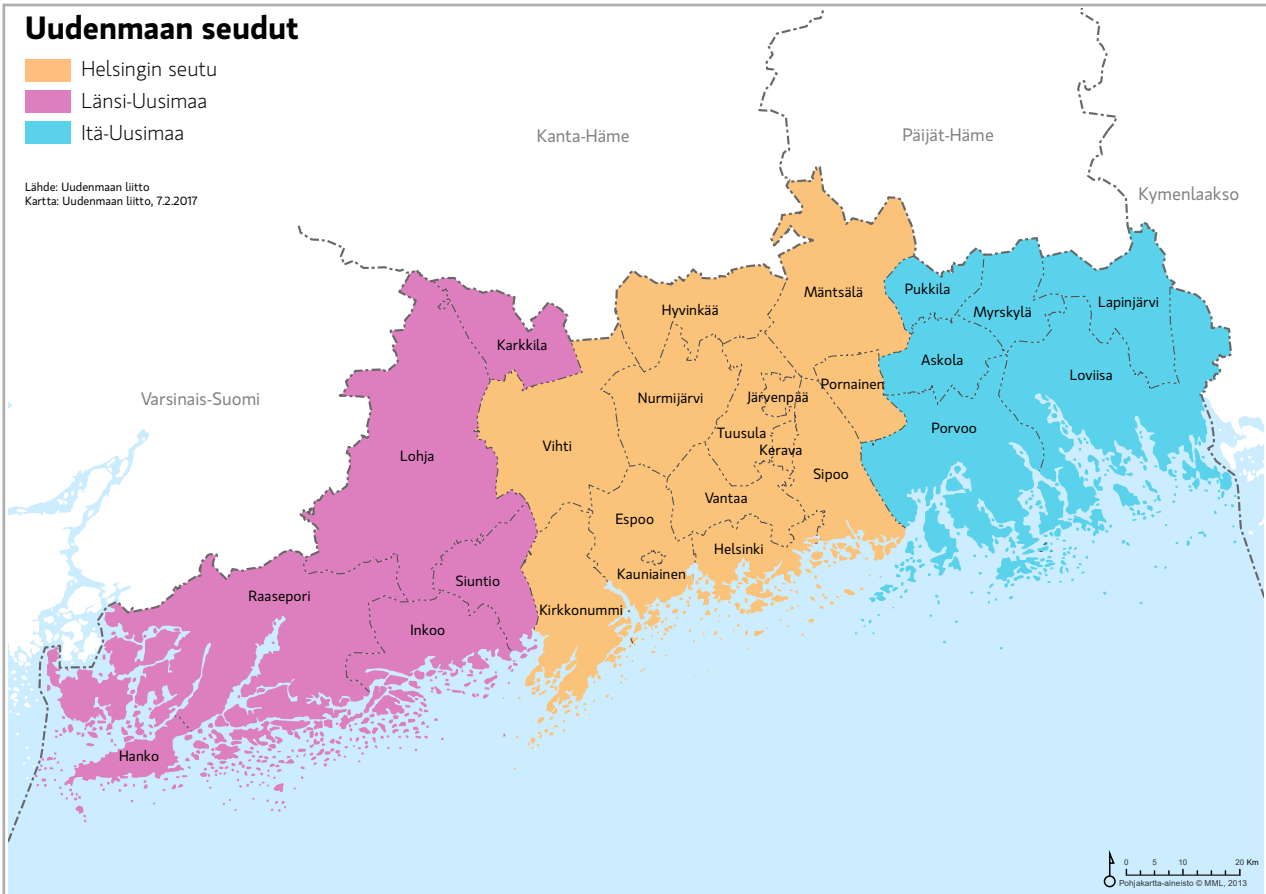 Uudenmaan seudut
Helsingin seutu
Länsi-Uusimaa
Itä-Uusimaa
Lähde: Uudenmaan liitto
Kartta: Uudenmaan liitto, 7.2.2017
Kanta-Häme
Päijät-Häme
Kymenlaakso
Varsinais-Suomi
Mäntsälä
Pukkila
Myrskylä
Lapinjärvi
Hyvinkää
Karkkila
Askola
Loviisa
Pornainen
Nurmijärvi
Järvenpää
Porvoo
Tuusula
Vihti
Kerava
Lohja
Sipoo
Vantaa
Espoo
Helsinki
Kauniainen
Siuntio
Raasepori
Kirkkonummi
Inkoo
Hanko
0 5 10 20 Km
Pohjakartta-aineisto © MML, 2013